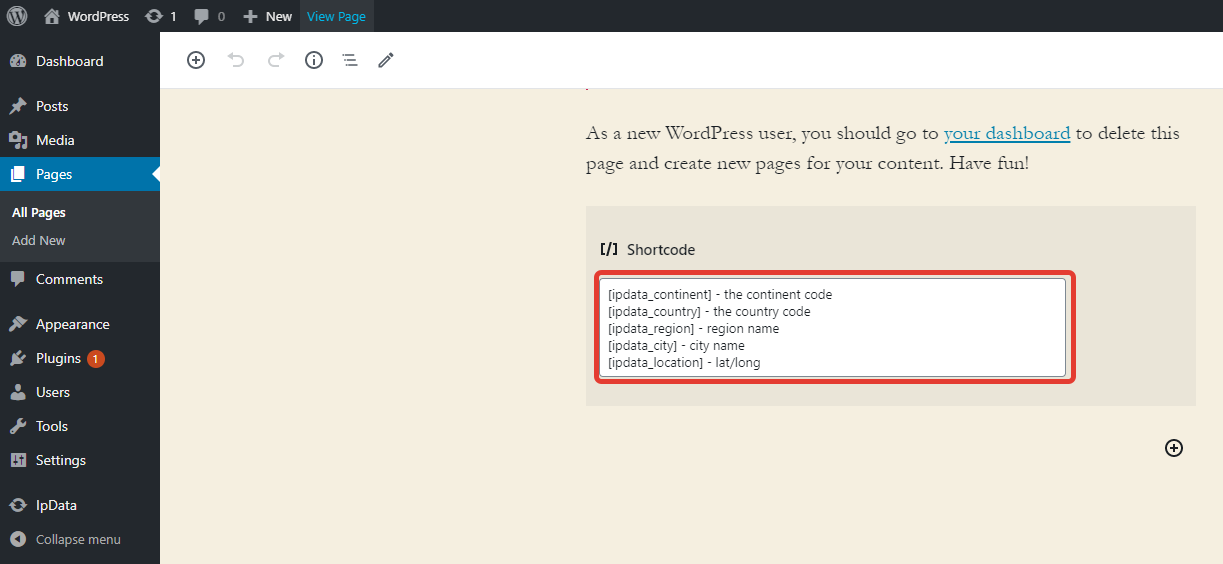 WordPress 1 0 New View Page
Dashboard
Posts
Media
Pages
All Pages
Add New
Comments
Appearance
Plugins 1
Users
Tools
Settings
IpData
Collapse menu
As a new WordPress user, you should go to your dashboard to delete this
page and create new pages for your content. Have fun!
[/] Shortcode
[ipdata_continent] - the continent code
[ipdata_country] - the country code
[ipdata_region] - region name
[ipdata_city] - city name
[ipdata_location] - lat/long